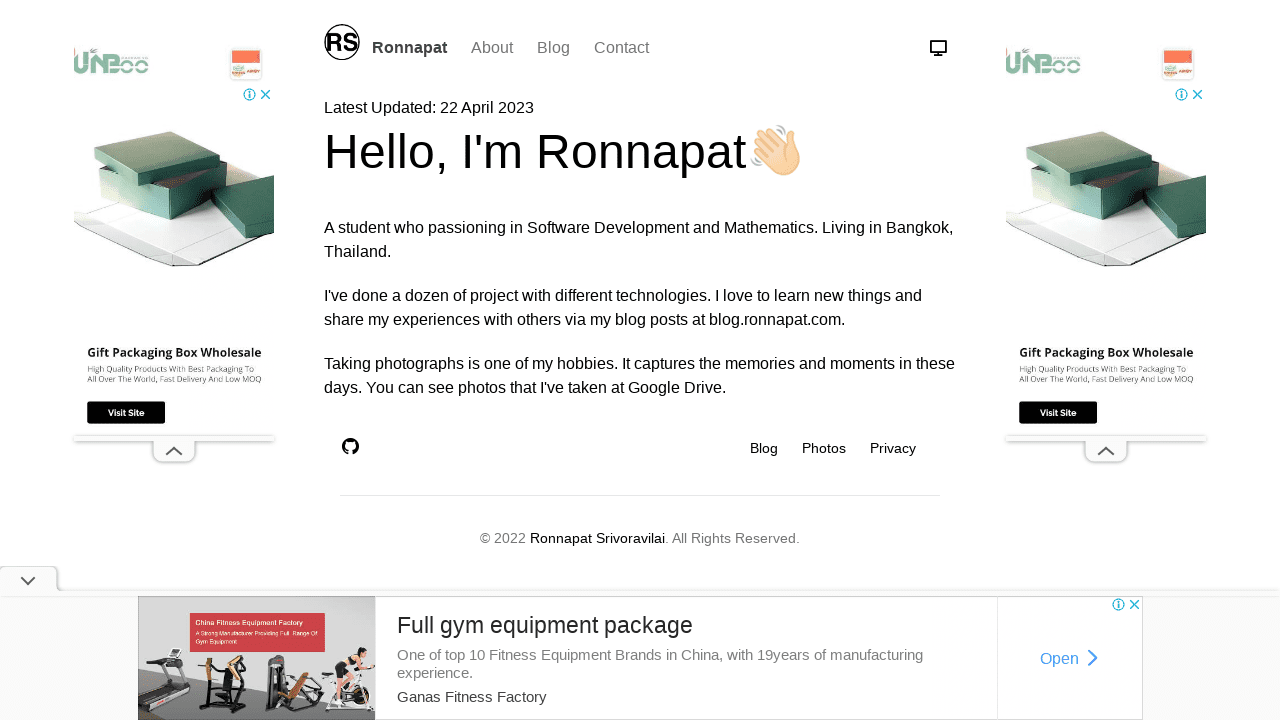 RS Ronnapat About Blog Contact
Latest Updated: 22 April 2023
Hello, I'm Ronnapat
A student who passioning in Software Development and Mathematics. Living in Bangkok,
Thailand.
I've done a dozen of project with different technologies. I love to learn new things and
share my experiences with others via my blog posts at blog.ronnapat.com.
Taking photographs is one of my hobbies. It captures the memories and moments in these
days. You can see photos that I've taken at Google Drive.
Blog Photos Privacy
© 2022 Ronnapat Srivoravilai. All Rights Reserved.
UNBOO
Gift Packaging Box Wholesale
High Quality Products With Best Packaging To
All Over The World, Fast Delivery And Low MOQ
Visit Site
UNBOO
Gift Packaging Box Wholesale
High Quality Products With Best Packaging To
All Over The World, Fast Delivery And Low MOQ
Visit Site
China Fitness Equipment Factory
A Strong Manufacturer Providing Full Range Of
Gym Equipment
Full gym equipment package
One of top 10 Fitness Equipment Brands in China, with 19years of manufacturing
experience.
Ganas Fitness Factory
Open